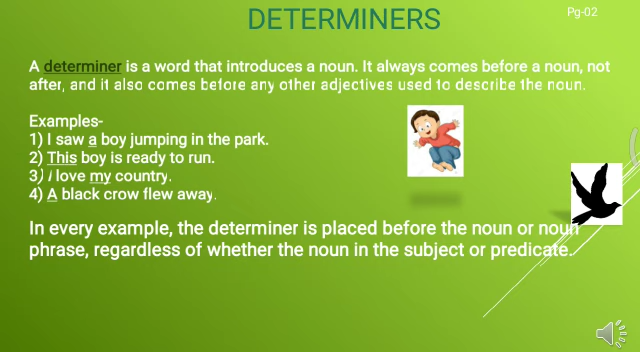 DETERMINERS
Pg-02
A determiner is a word that introduces a noun. It always comes before a noun, not
after, and it also comes before any other adjectives used to describe the noun.
Examples-
1) I saw a boy jumping in the park.
2) This boy is ready to run.
3) I love my country.
4) A black crow flew away.
In every example, the determiner is placed before the noun or noun
phrase, regardless of whether the noun in the subject or predicate.